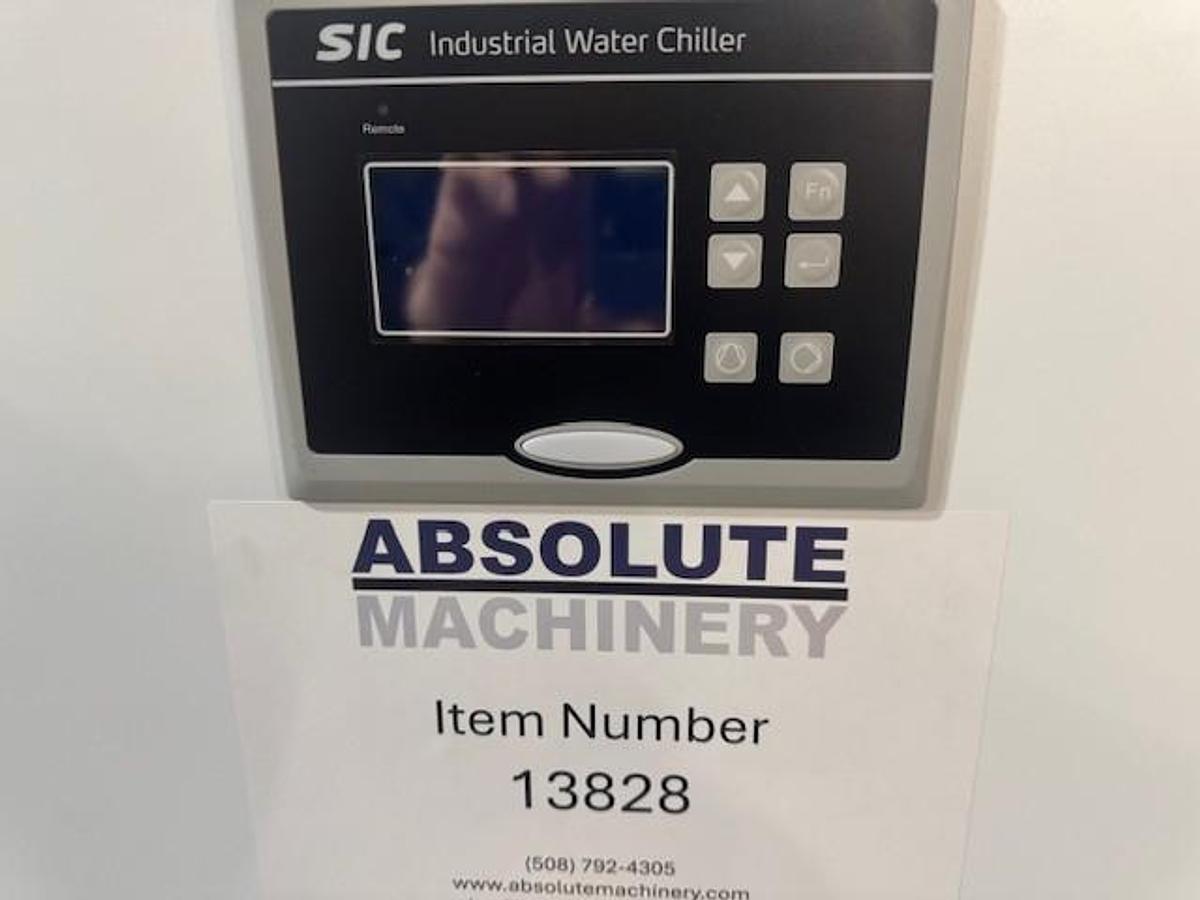 SIC Industrial Water Chiller
Remote
Fn
ABSOLUTE
MACHINERY
Item Number
13828
(508) 792-4305
www.absolutemachinery.com